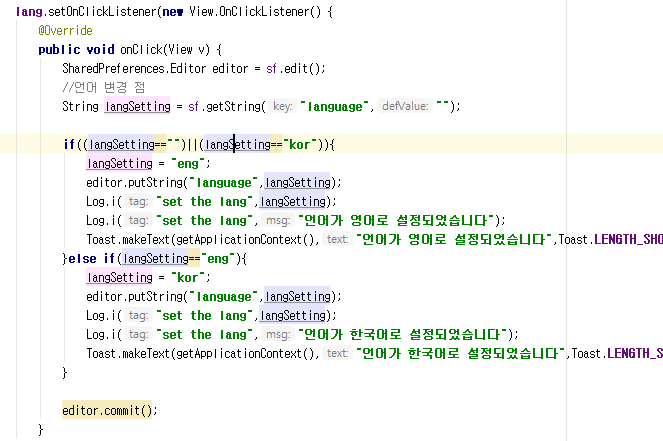 lang.setOnClickListener(new View.OnClickListener() {
@Override
public void onClick(View v) {
SharedPreferences.Editor editor = sf.edit();
//언어 변경 점
String langSetting = sf.getString( key: "language", defValue: "");
if((langSetting=="")||(langSetting=="kor")){
langSetting = "eng";
editor.putString("language",langSetting);
Log.i( tag: "set the lang",langSetting);
Log.i( tag: "set the lang", msg: "언어가 영어로 설정되었습니다");
Toast.makeText(getApplicationContext(), text: "언어가 영어로 설정되었습니다",Toast.LENGTH_SHO
}else if(langSetting=="eng"){
langSetting = "kor";
editor.putString("language",langSetting);
Log.i( tag: "set the lang",langSetting);
Log.i( tag: "set the lang", msg: "언어가 한국어로 설정되었습니다");
Toast.makeText(getApplicationContext(), text: "언어가 한국어로 설정되었습니다",Toast.LENGTH_S
}
editor.commit();
}